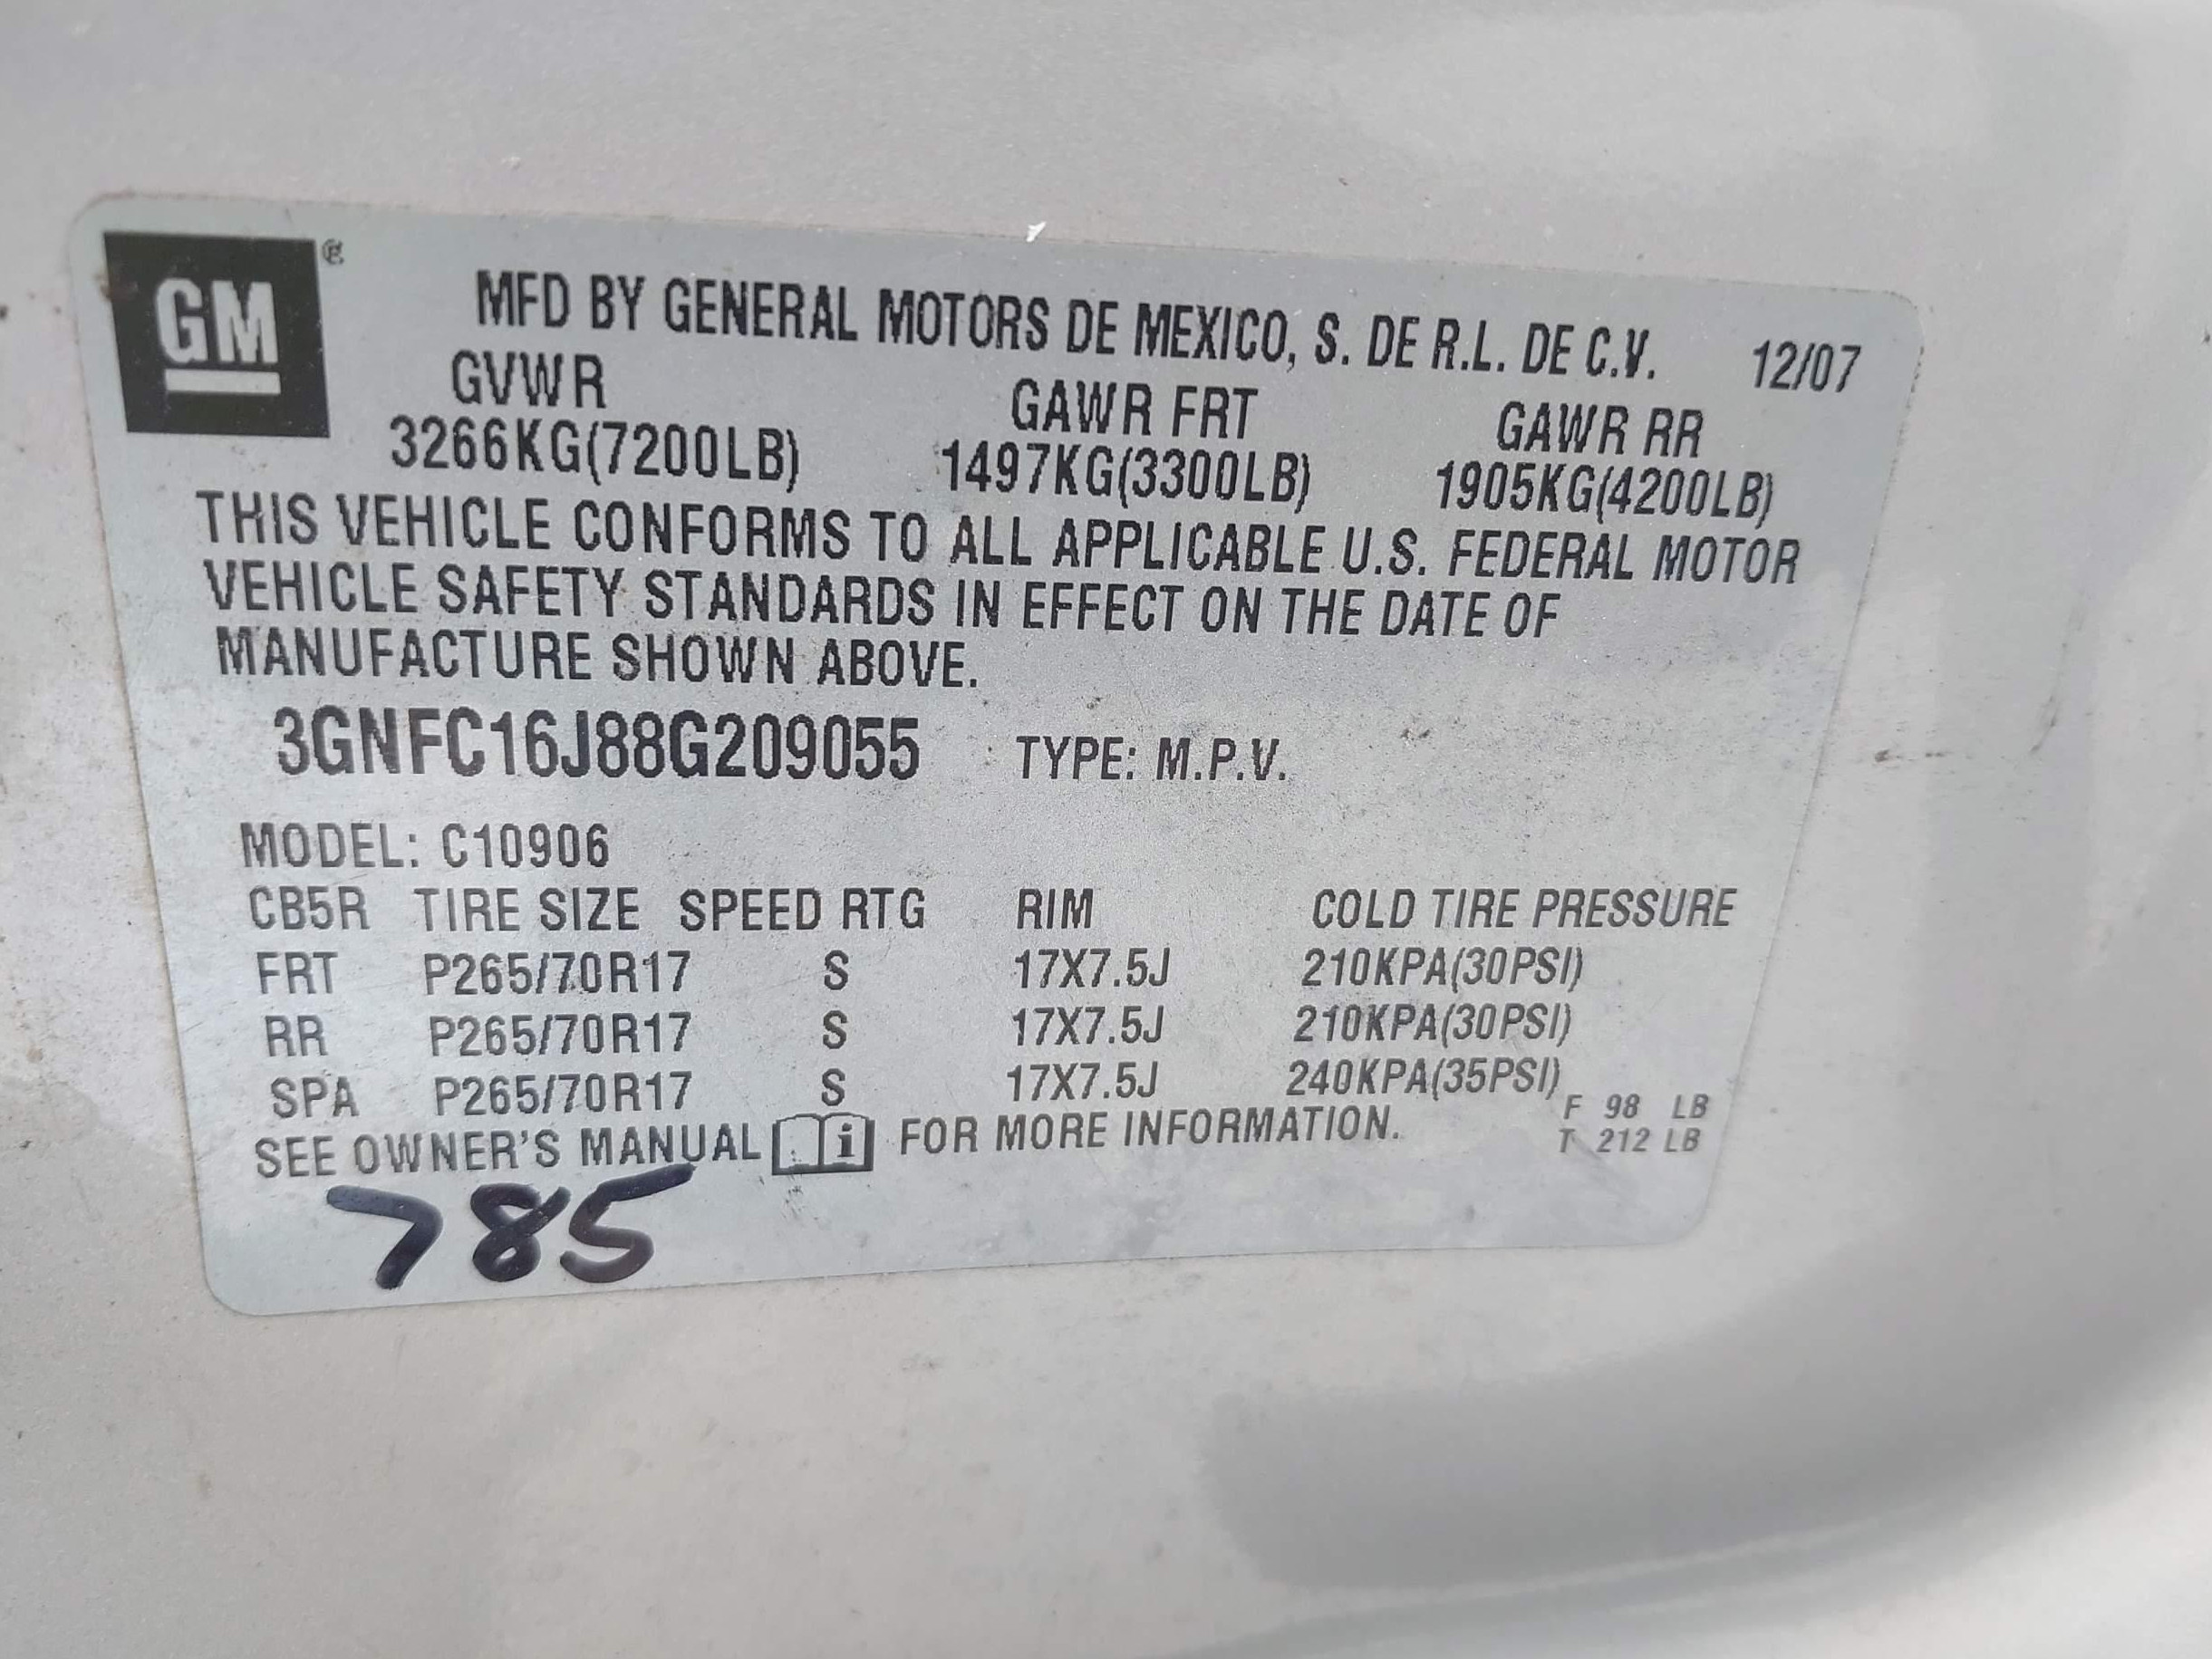 GM
MFD BY GENERAL MOTORS DE MEXICO, S. DE R.L. DE C.V. 12/07
GVWR GAWR FRT GAWR RR
3266KG(7200LB) 1497KG(3300LB) 1905KG(4200LB)
THIS VEHICLE CONFORMS TO ALL APPLICABLE U.S. FEDERAL MOTOR
VEHICLE SAFETY STANDARDS IN EFFECT ON THE DATE OF
MANUFACTURE SHOWN ABOVE.
3GNFC16J88G209055 TYPE: M.P.V.
MODEL: C10906
CB5R TIRE SIZE SPEED RTG RIM COLD TIRE PRESSURE
FRT P265/70R17 S 17X7.5J 210KPA(30PSI)
RR P265/70R17 S 17X7.5J 210KPA(30PSI)
SPA P265/70R17 S 17X7.5J 240KPA(35PSI)
F 98 LB
SEE OWNER'S MANUAL i FOR MORE INFORMATION. T 212 LB
785